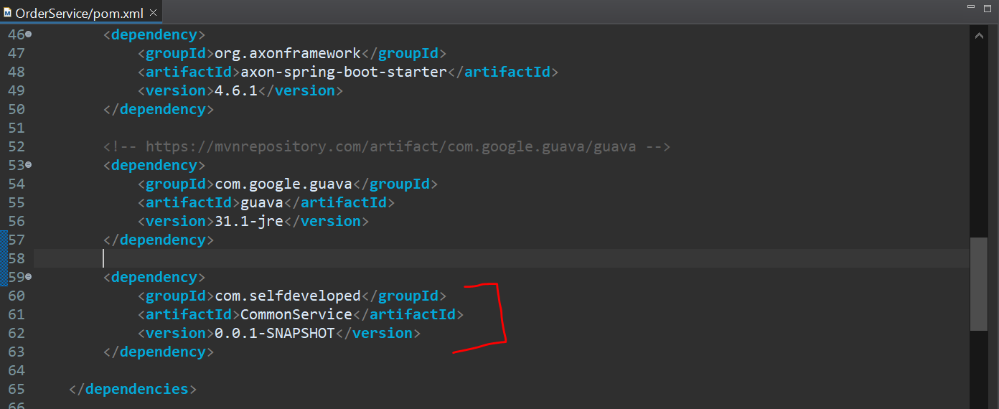 OrderService/pom.xml
46 <dependency>
47 <groupId>org.axonframework</groupId>
48 <artifactId>axon-spring-boot-starter</artifactId>
49 <version>4.6.1</version>
50 </dependency>
51
52 <!-- https://mvnrepository.com/artifact/com.google.guava/guava -->
53 <dependency>
54 <groupId>com.google.guava</groupId>
55 <artifactId>guava</artifactId>
56 <version>31.1-jre</version>
57 </dependency>
58
59 <dependency>
60 <groupId>com.selfdeveloped</groupId>
61 <artifactId>CommonService</artifactId>
62 <version>0.0.1-SNAPSHOT</version>
63 </dependency>
64
65 </dependencies>
66